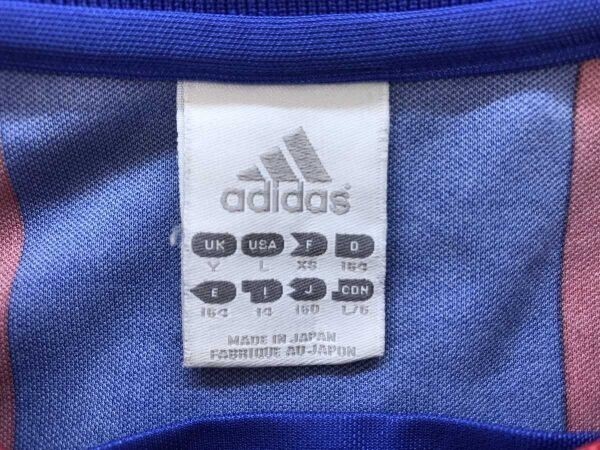 adidas
UK USA F D
Y L XS 164
E I J CDN
164 14 160 L/G
MADE IN JAPAN
FABRIQUE AU JAPON